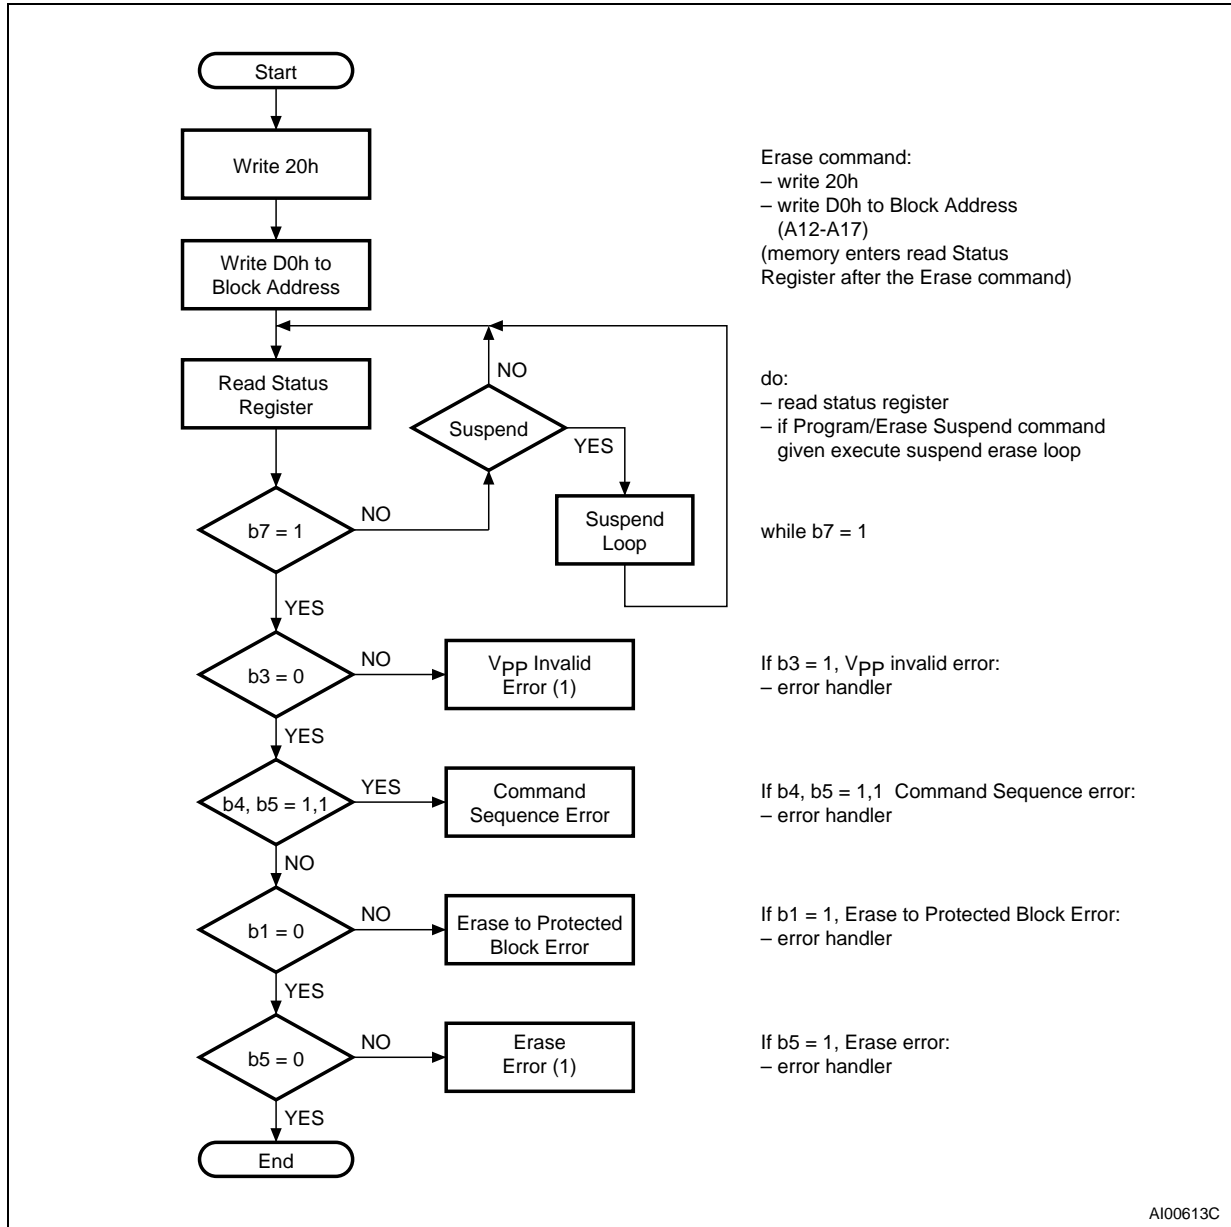 Start
Write 20h
Erase command:
– write 20h
– write D0h to Block Address
(A12-A17)
(memory enters read Status
Register after the Erase command)
Write D0h to
Block Address
Read Status
Register
NO
Suspend
YES
do:
– read status register
– if Program/Erase Suspend command
given execute suspend erase loop
b7 = 1
NO
Suspend
Loop
while b7 = 1
YES
b3 = 0
NO
VPP Invalid
Error (1)
If b3 = 1, VPP invalid error:
– error handler
YES
b4, b5 = 1,1
YES
Command
Sequence Error
If b4, b5 = 1,1 Command Sequence error:
– error handler
NO
b1 = 0
NO
Erase to Protected
Block Error
If b1 = 1, Erase to Protected Block Error:
– error handler
YES
b5 = 0
NO
Erase
Error (1)
If b5 = 1, Erase error:
– error handler
YES
End
AI00613C